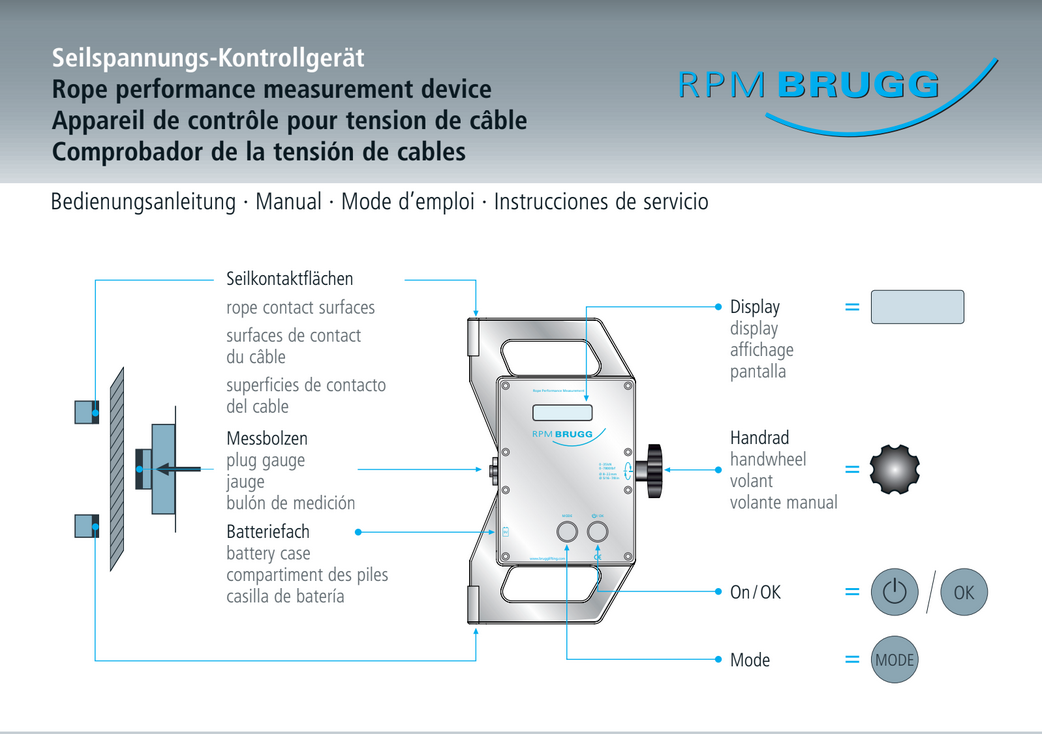 Seilspannungs-Kontrollgerät
Rope performance measurement device
Appareil de contrôle pour tension de câble
Comprobador de la tensión de cables
RPM BRUGG
Bedienungsanleitung · Manual · Mode d’emploi · Instrucciones de servicio
Seilkontaktflächen
rope contact surfaces
surfaces de contact
du câble
superficies de contacto
del cable
Messbolzen
plug gauge
jauge
bulón de medición
Batteriefach
battery case
compartiment des piles
casilla de batería
Rope Performance Measurement
RPM BRUGG
MODE
Display
display
affichage
pantalla
=
Handrad
handwheel
volant
volante manual
=
On / OK
=
/
OK
Mode
=
MODE